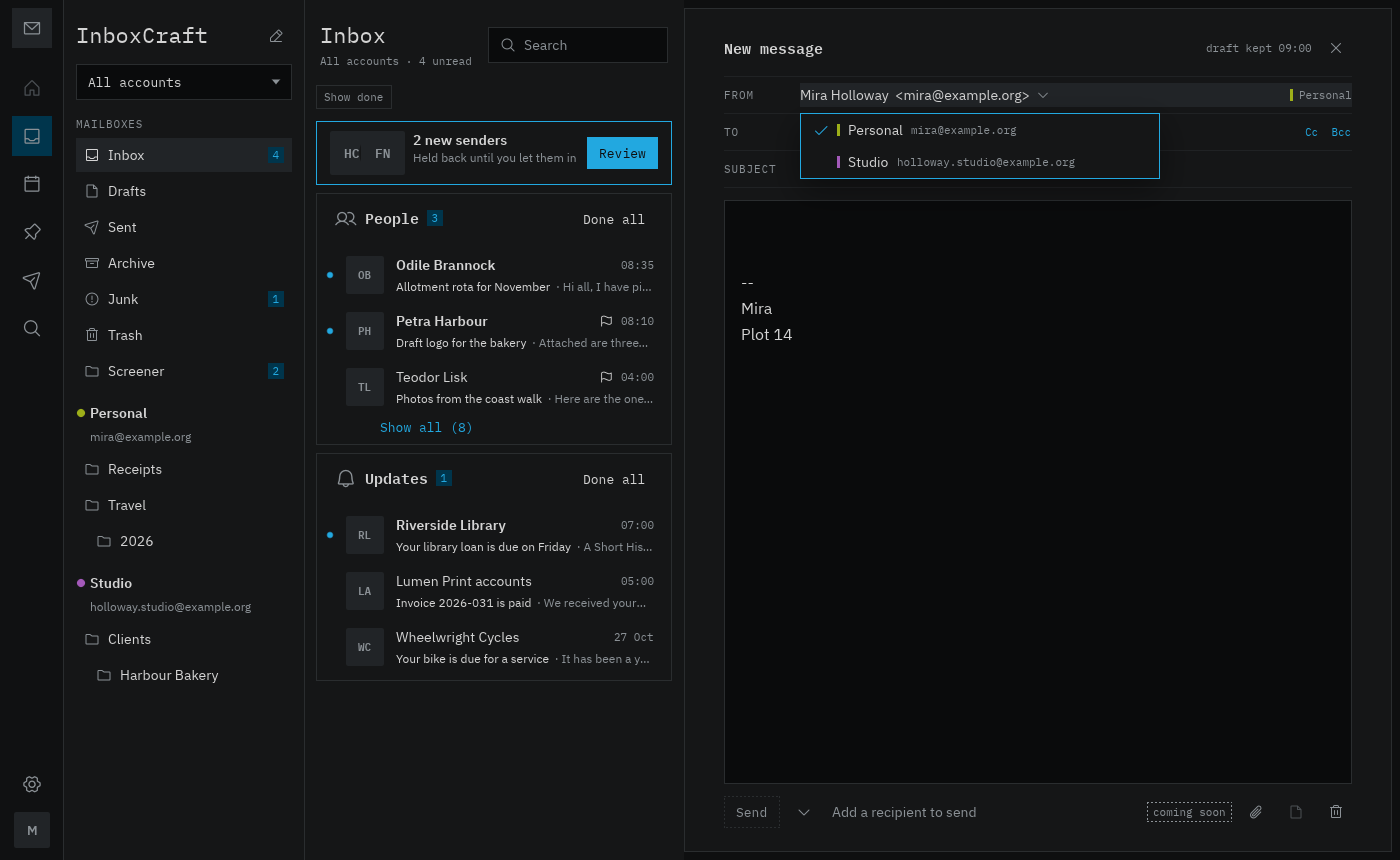 InboxCraft
All accounts
MAILBOXES
Inbox 4
Drafts
Sent
Archive
Junk 1
Trash
Screener 2
Personal
mira@example.org
Receipts
Travel
2026
Studio
holloway.studio@example.org
Clients
Harbour Bakery
M
Inbox
All accounts · 4 unread
Search
Show done
HC FN
2 new senders
Held back until you let them in
Review
People 3 Done all
OB
Odile Brannock 08:35
Allotment rota for November · Hi all, I have pi…
PH
Petra Harbour 08:10
Draft logo for the bakery · Attached are three…
TL
Teodor Lisk 04:00
Photos from the coast walk · Here are the one…
Show all (8)
Updates 1 Done all
RL
Riverside Library 07:00
Your library loan is due on Friday · A Short His…
LA
Lumen Print accounts 05:00
Invoice 2026-031 is paid · We received your…
WC
Wheelwright Cycles 27 Oct
Your bike is due for a service · It has been a y…
New message draft kept 09:00
FROM Mira Holloway <mira@example.org> Personal
TO Cc Bcc
Personal mira@example.org
Studio holloway.studio@example.org
SUBJECT
--
Mira
Plot 14
Send Add a recipient to send coming soon